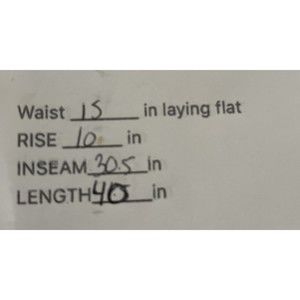 Waist 15 in laying flat
RISE 10 in
INSEAM 30.5 in
LENGTH 40 in